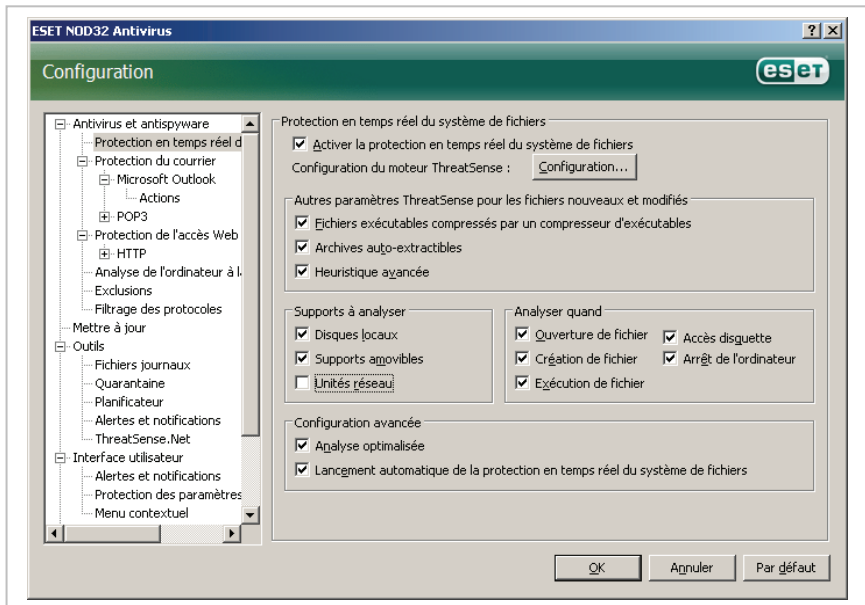 ESET NOD32 Antivirus
Configuration
eseT
Antivirus et antispyware
Protection en temps réel d
Protection du courrier
Microsoft Outlook
Actions
POP3
Protection de l'accès Web
HTTP
Analyse de l'ordinateur à l
Exclusions
Filtrage des protocoles
Mettre à jour
Outils
Fichiers journaux
Quarantaine
Planificateur
Alertes et notifications
ThreatSense.Net
Interface utilisateur
Alertes et notifications
Protection des paramètres
Menu contextuel
Protection en temps réel du système de fichiers
Activer la protection en temps réel du système de fichiers
Configuration du moteur ThreatSense : Configuration...
Autres paramètres ThreatSense pour les fichiers nouveaux et modifiés
Fichiers exécutables compressés par un compresseur d'exécutables
Archives auto-extractibles
Heuristique avancée
Supports à analyser
Disques locaux
Supports amovibles
Unités réseau
Analyser quand
Ouverture de fichier
Accès disquette
Création de fichier
Arrêt de l'ordinateur
Exécution de fichier
Configuration avancée
Analyse optimalisée
Lancement automatique de la protection en temps réel du système de fichiers
OK Annuler Par défaut